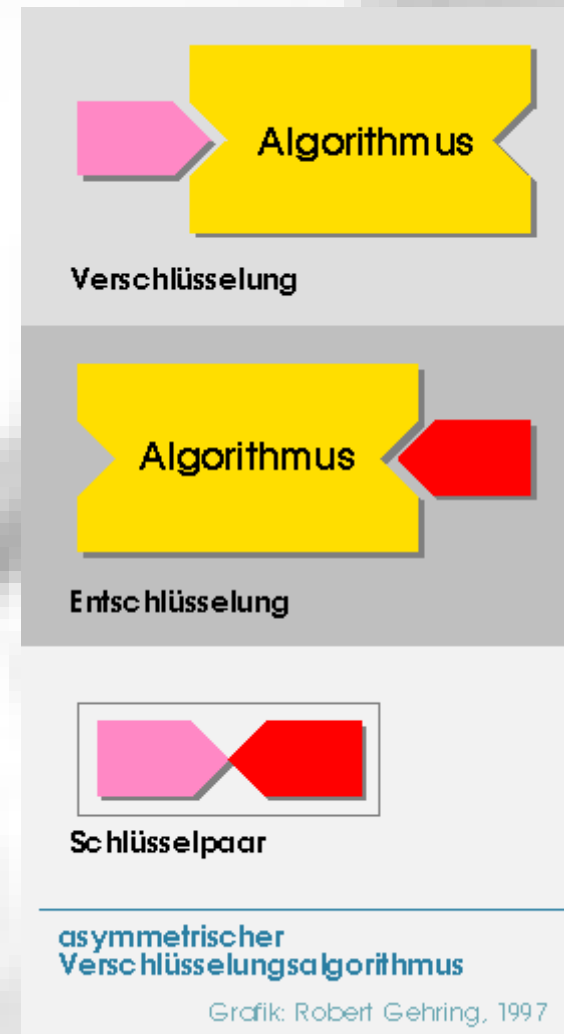 Algorithmus
Verschlüsselung
Algorithmus
Entschlüsselung
Schlüsselpaar
asymmetrischer
Verschlüsselungsalgorithmus
Grafik: Robert Gehring, 1997